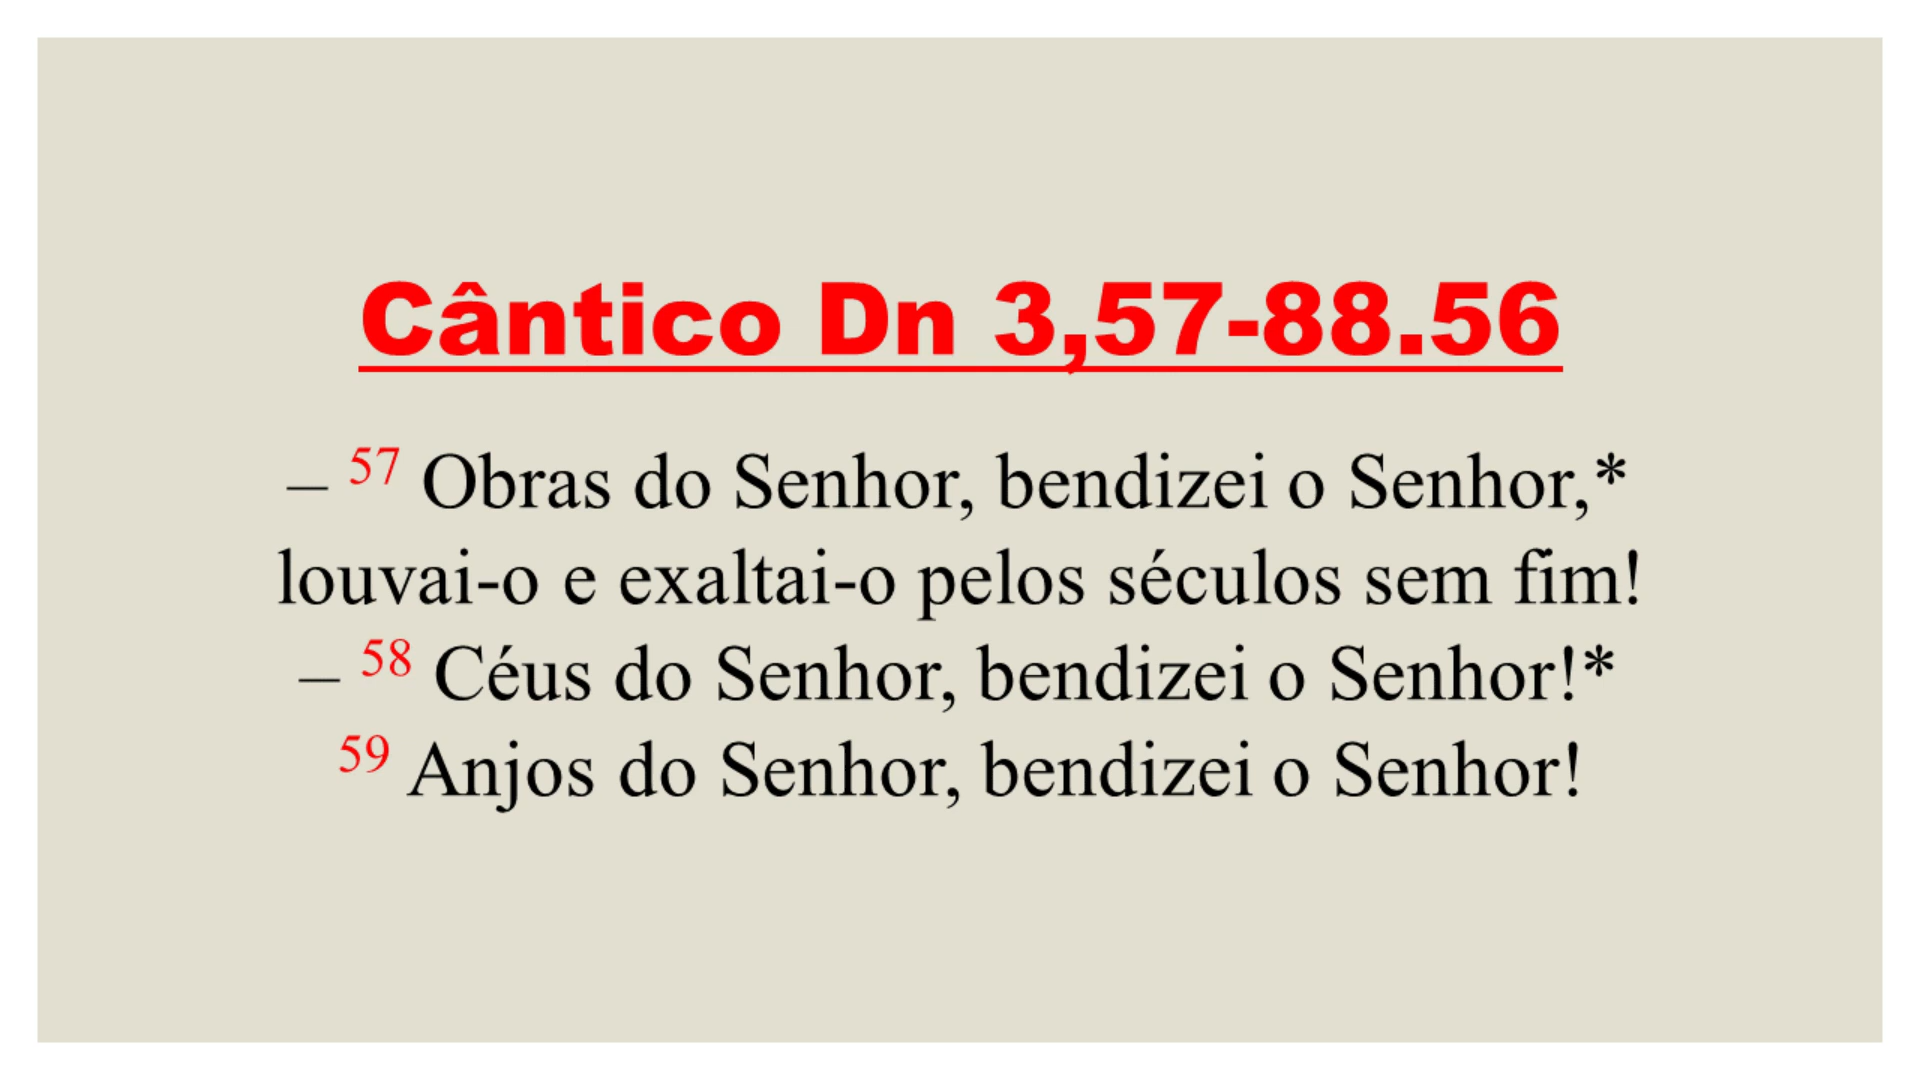 Cântico Dn 3,57-88.56
– 57 Obras do Senhor, bendizei o Senhor,*
louvai-o e exaltai-o pelos séculos sem fim!
– 58 Céus do Senhor, bendizei o Senhor!*
59 Anjos do Senhor, bendizei o Senhor!